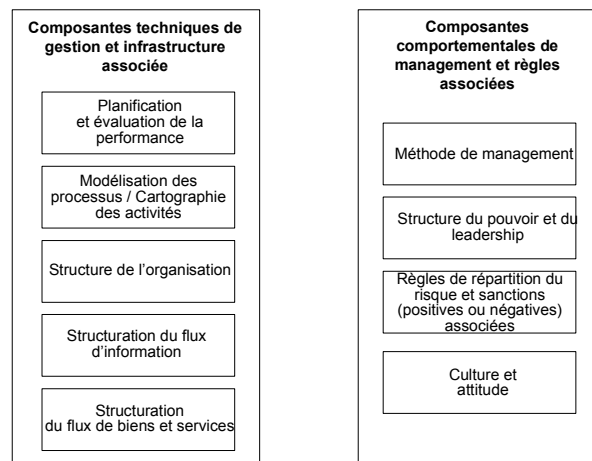 Composantes techniques de
gestion et infrastructure
associée
Planification
et évaluation de la
performance
Modélisation des
processus / Cartographie
des activités
Structure de l'organisation
Structuration du flux
d'information
Structuration
du flux de biens et services
Composantes
comportementales de
management et règles
associées
Méthode de management
Structure du pouvoir et du
leadership
Règles de répartition du
risque et sanctions
(positives ou négatives)
associées
Culture et
attitude